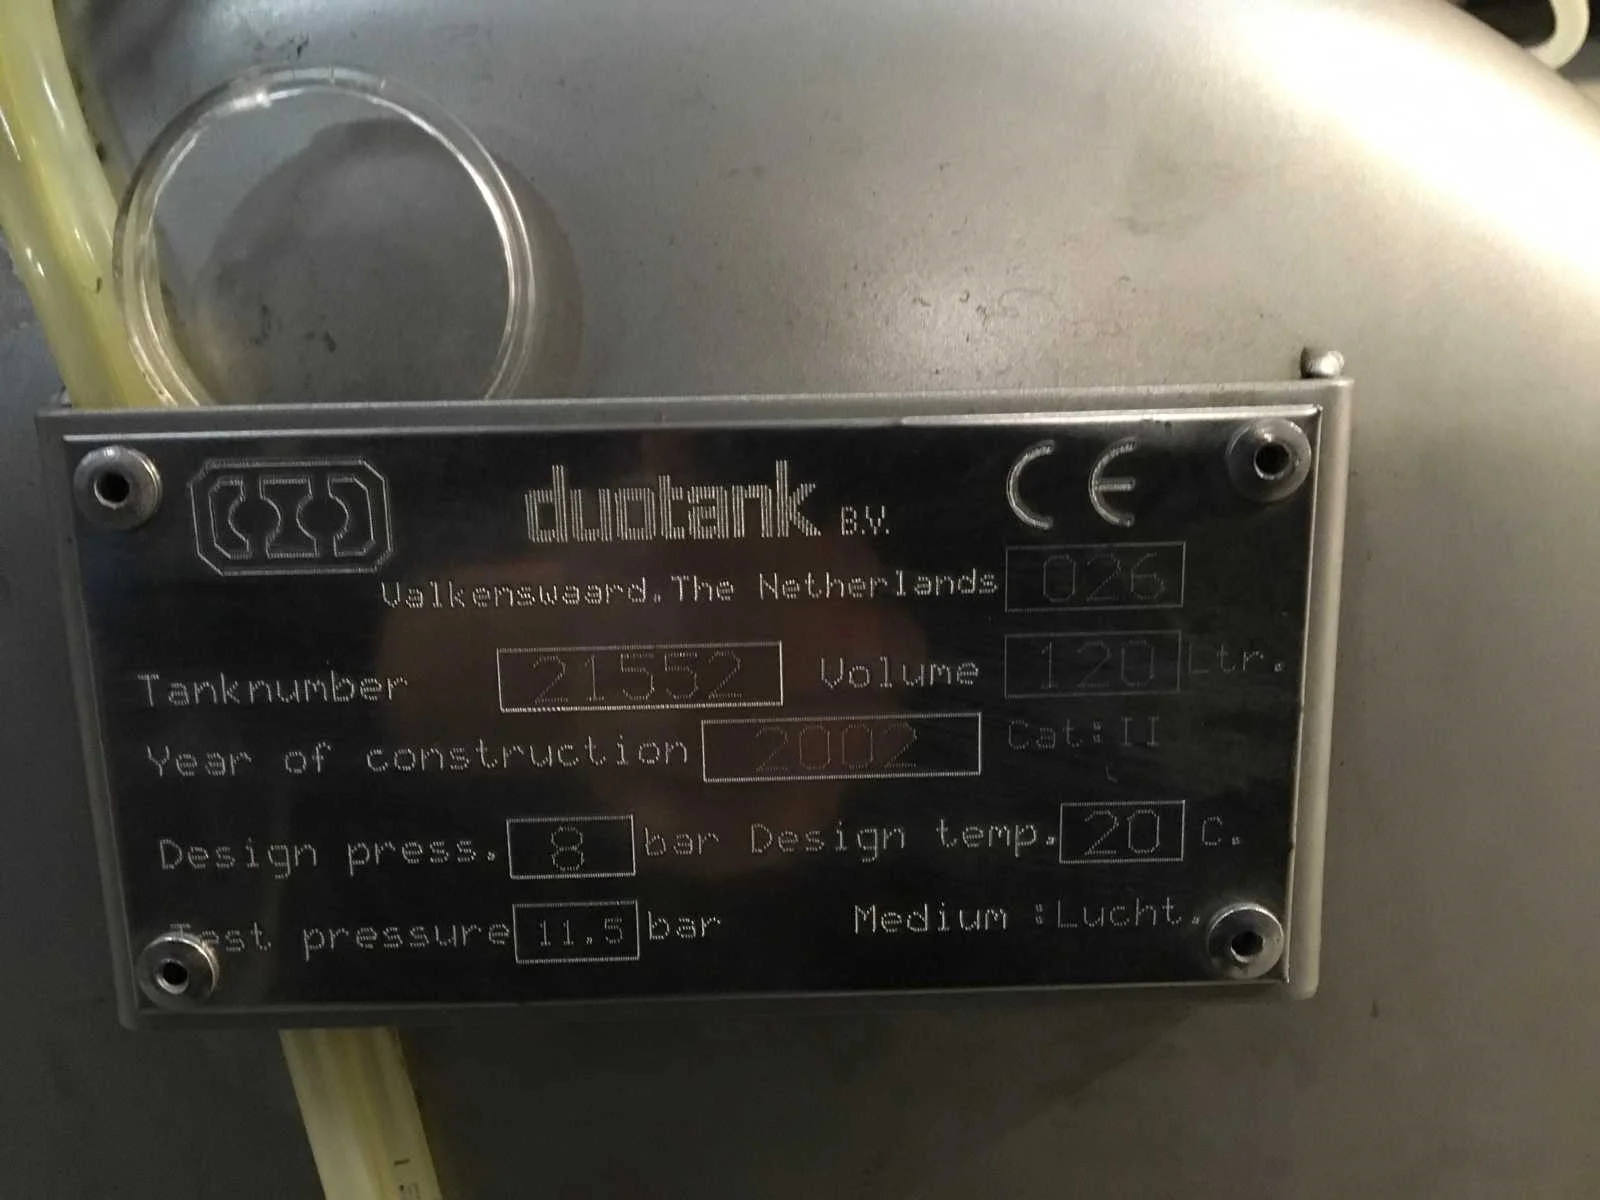 duotank B.V. CE
Valkenswaard. The Netherlands 026
Tanknumber 21552 Volume 120 Ltr.
Year of construction 2002 Cat: II
Design press. 8 bar Design temp. 20 C.
Test pressure 11,5 bar Medium :Lucht.